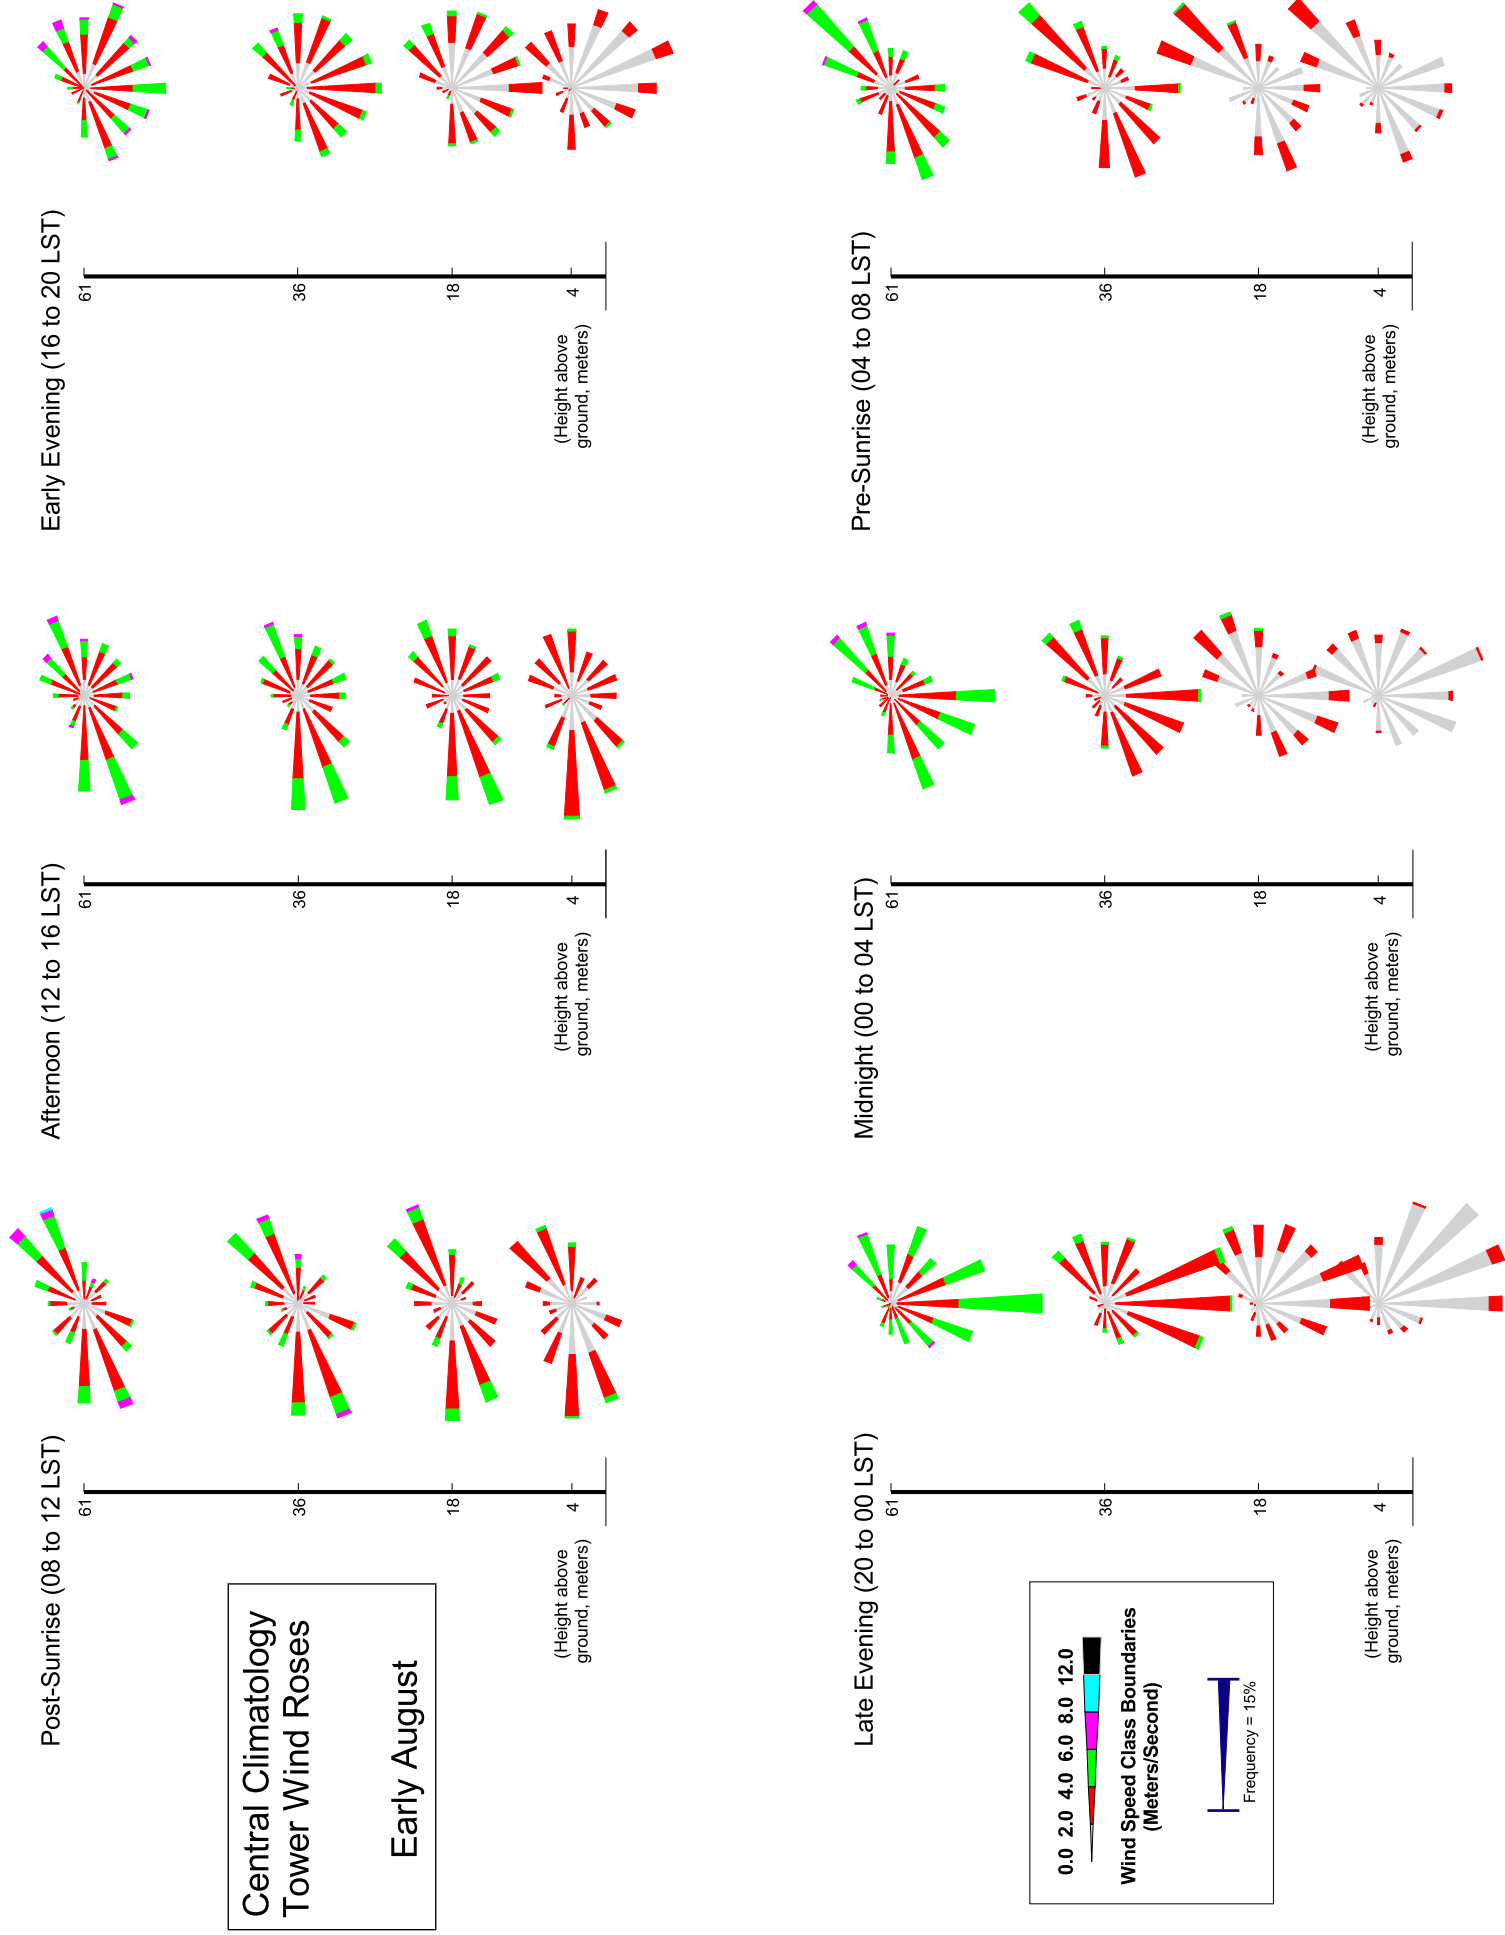 Central Climatology
Tower Wind Roses
Early August
Post-Sunrise (08 to 12 LST)
61
36
18
4
(Height above
ground, meters)
Afternoon (12 to 16 LST)
61
36
18
4
(Height above
ground, meters)
Early Evening (16 to 20 LST)
61
36
18
4
(Height above
ground, meters)
Late Evening (20 to 00 LST)
61
36
18
4
(Height above
ground, meters)
Midnight (00 to 04 LST)
61
36
18
4
(Height above
ground, meters)
Pre-Sunrise (04 to 08 LST)
61
36
18
4
(Height above
ground, meters)
0.0 2.0 4.0 6.0 8.0 12.0
Wind Speed Class Boundaries
(Meters/Second)
Frequency = 15%